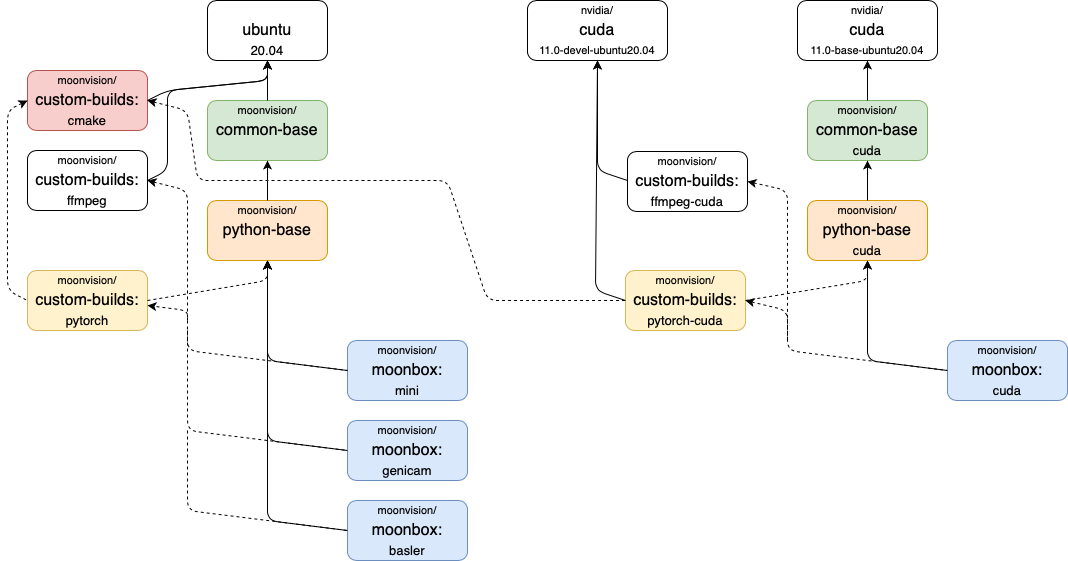 ubuntu
20.04
nvidia/
cuda
11.0-devel-ubuntu20.04
nvidia/
cuda
11.0-base-ubuntu20.04
moonvision/
custom-builds:
cmake
moonvision/
common-base
moonvision/
common-base
cuda
moonvision/
custom-builds:
ffmpeg
moonvision/
custom-builds:
ffmpeg-cuda
moonvision/
python-base
moonvision/
python-base
cuda
moonvision/
custom-builds:
pytorch
moonvision/
custom-builds:
pytorch-cuda
moonvision/
moonbox:
mini
moonvision/
moonbox:
cuda
moonvision/
moonbox:
genicam
moonvision/
moonbox:
basler